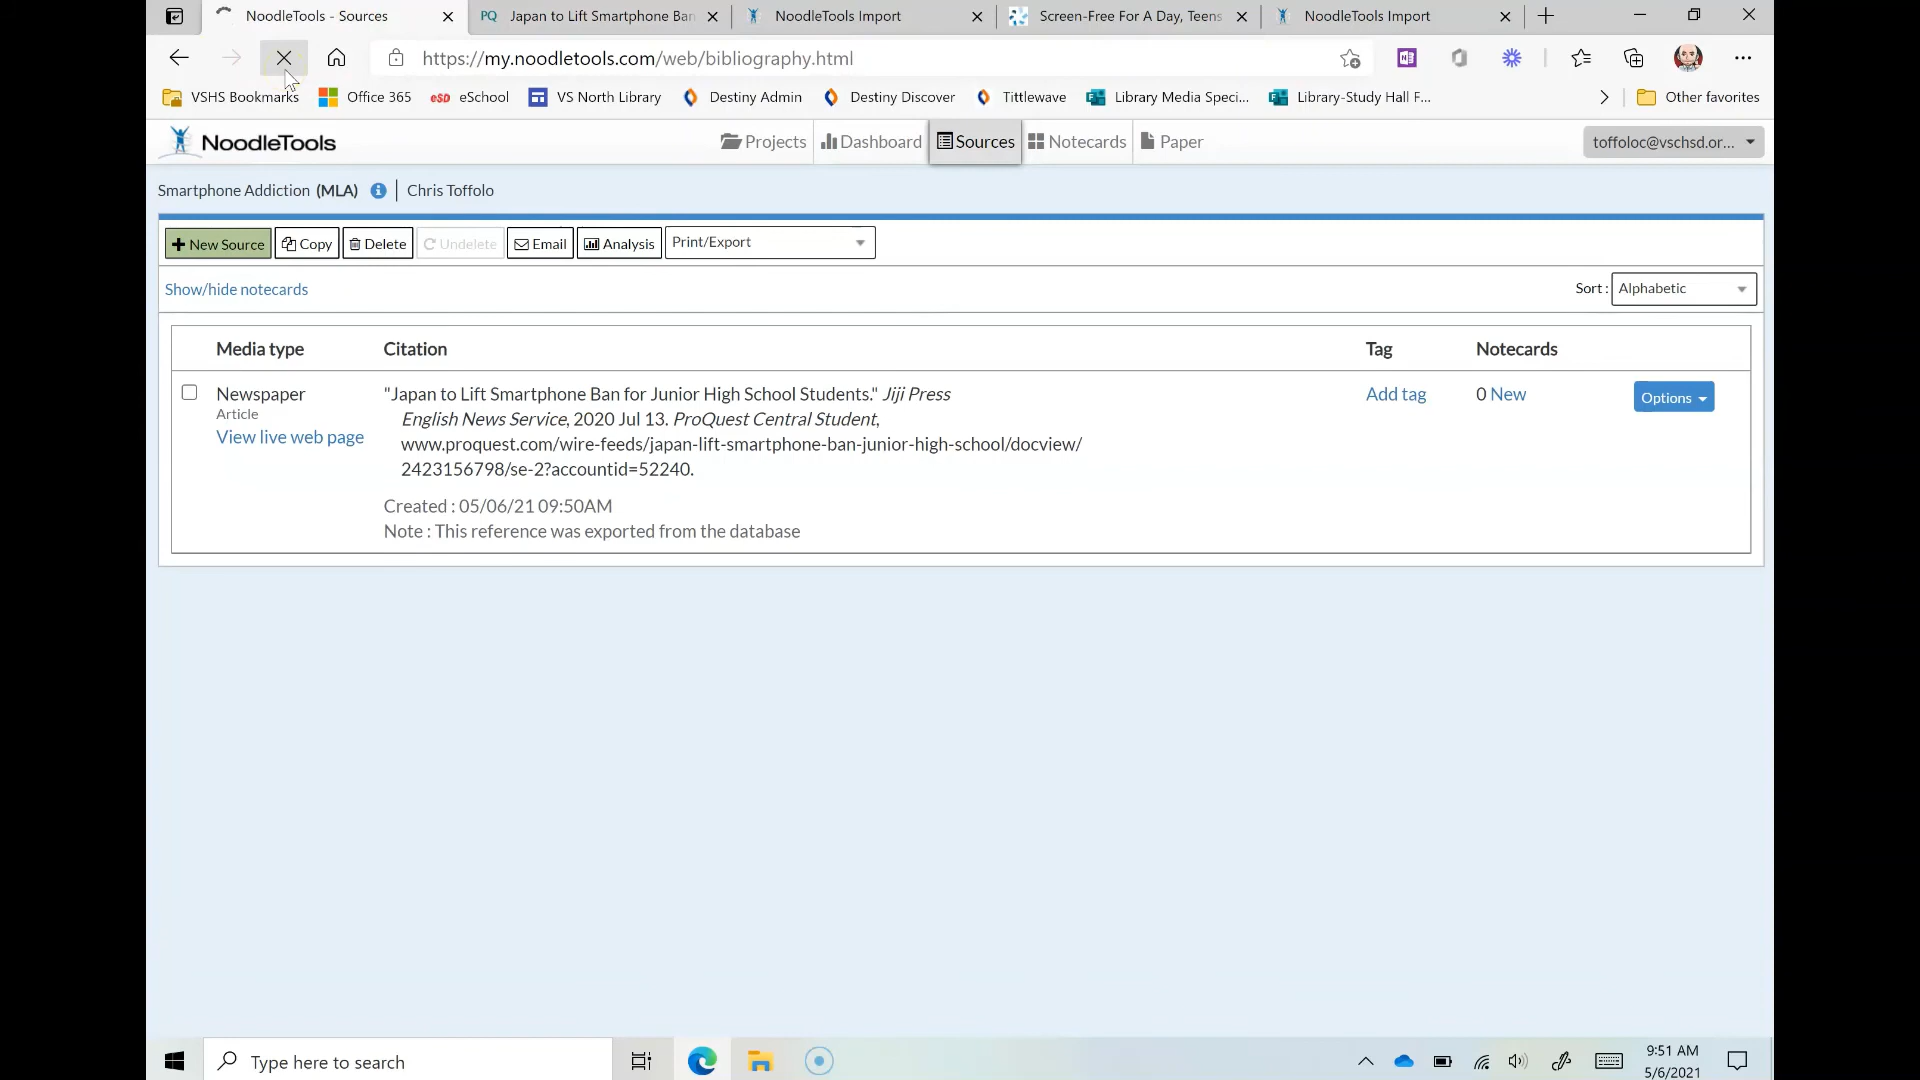 NoodleTools - Sources
PQ Japan to Lift Smartphone Ban
NoodleTools Import
Screen-Free For A Day, Teens
NoodleTools Import
https://my.noodletools.com/web/bibliography.html
VSHS Bookmarks
Office 365
eSD eSchool
VS North Library
Destiny Admin
Destiny Discover
Tittlewave
Library Media Speci...
Library-Study Hall F...
Other favorites
NoodleTools
Projects
Dashboard
Sources
Notecards
Paper
toffoloc@vschsd.or...
Smartphone Addiction (MLA)
Chris Toffolo
New Source
Copy
Delete
Undelete
Email
Analysis
Print/Export
Show/hide notecards
Sort : Alphabetic
Media type
Citation
Tag
Notecards
Newspaper
Article
View live web page
"Japan to Lift Smartphone Ban for Junior High School Students." Jiji Press
English News Service, 2020 Jul 13. ProQuest Central Student,
www.proquest.com/wire-feeds/japan-lift-smartphone-ban-junior-high-school/docview/
2423156798/se-2?accountid=52240.
Created : 05/06/21 09:50AM
Note : This reference was exported from the database
Add tag
0 New
Options
Type here to search
9:51 AM
5/6/2021